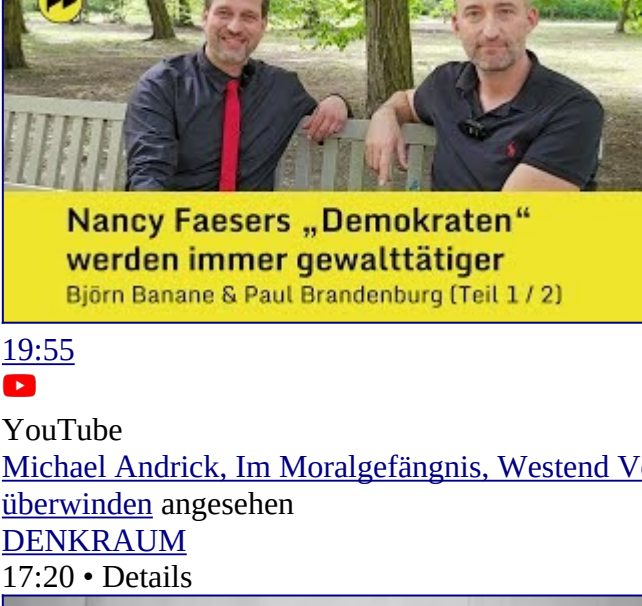 Nancy Faesers „Demokraten“
werden immer gewalttätiger
Björn Banane & Paul Brandenburg (Teil 1 / 2)
19:55
YouTube
Michael Andrick, Im Moralgefängnis, Westend
überwinden angesehen
DENKRAUM
17:20 • Details